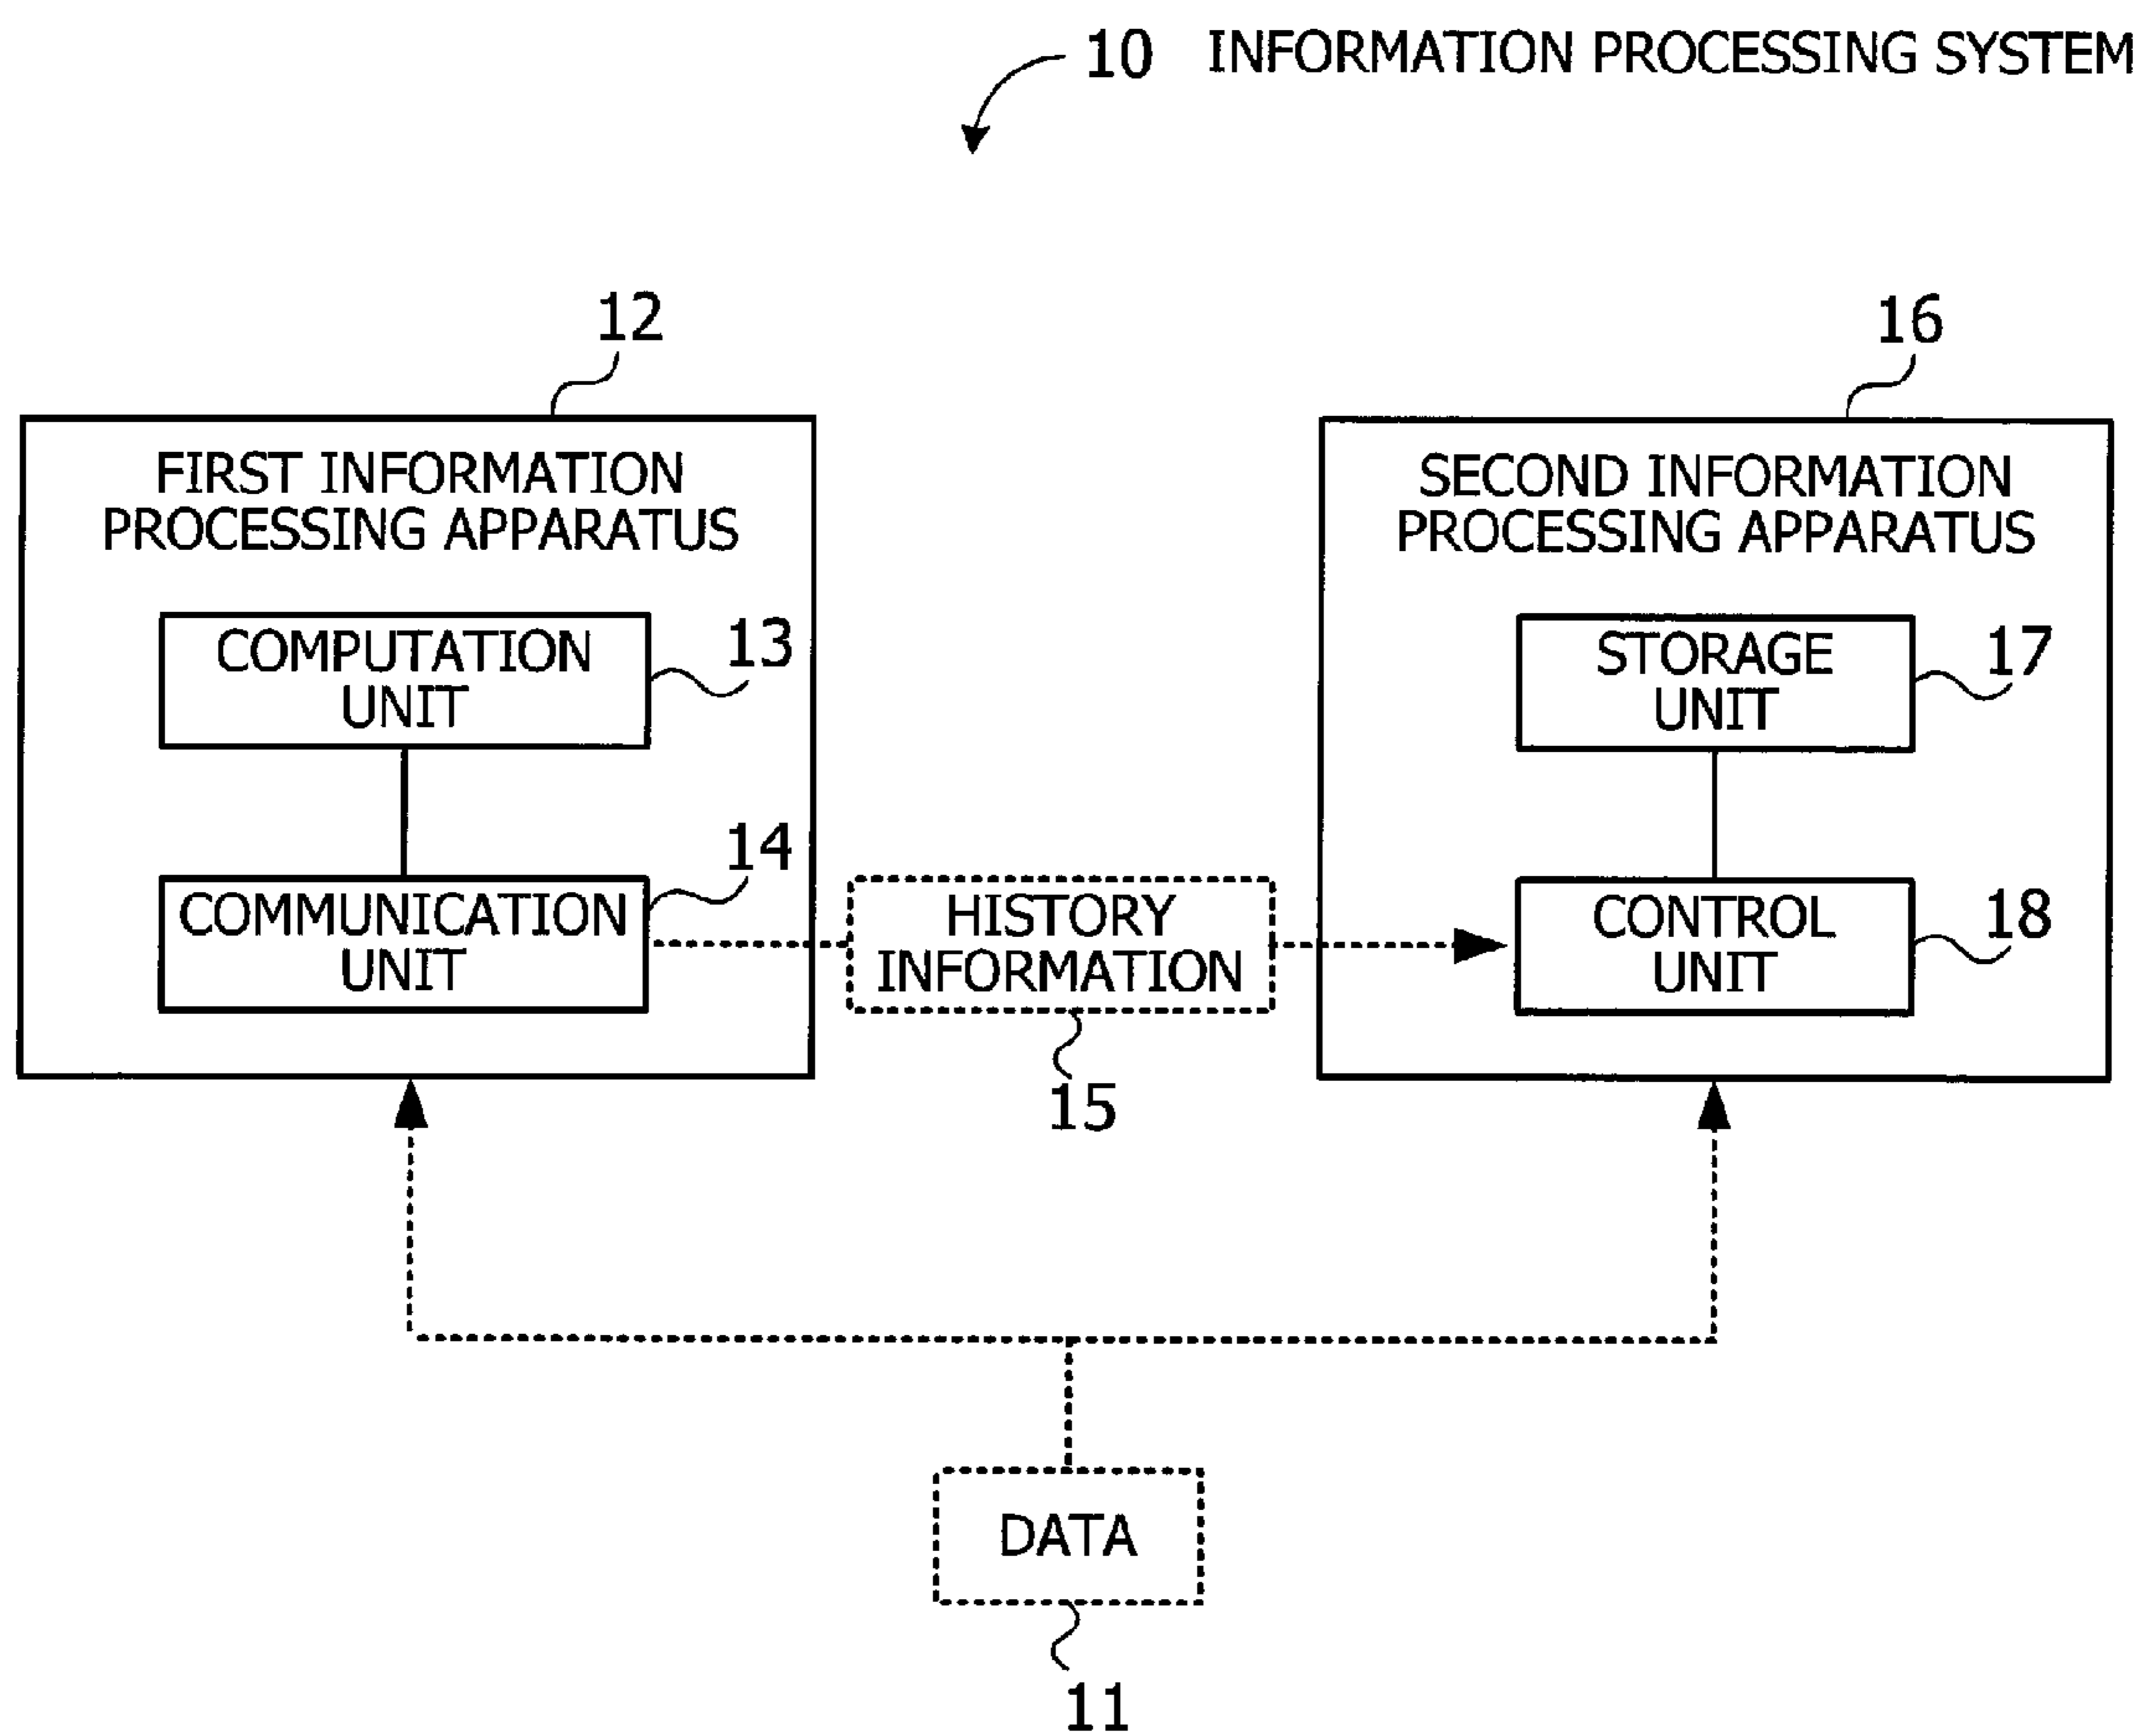 10 INFORMATION PROCESSING SYSTEM
12
16
FIRST INFORMATION
PROCESSING APPARATUS
COMPUTATION
UNIT
13
COMMUNICATION
UNIT
14
HISTORY
INFORMATION
15
SECOND INFORMATION
PROCESSING APPARATUS
STORAGE
UNIT
17
CONTROL
UNIT
18
DATA
11